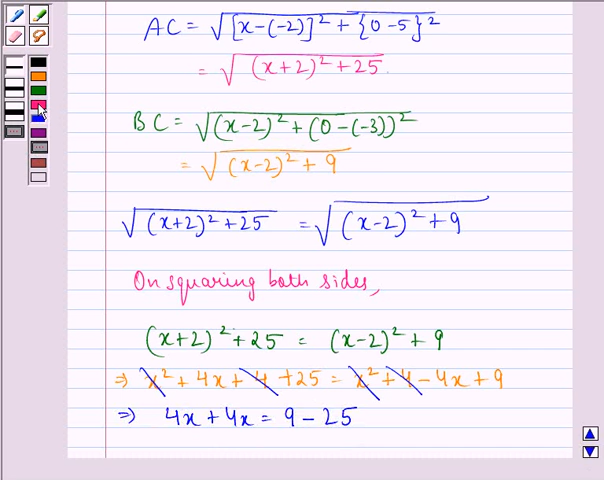 AC = √[x-(-2)]² + {0-5}²
= √(x+2)² + 25.
BC = √(x-2)² + (0-(-3))²
= √(x-2)² + 9
√(x+2)² + 25 = √(x-2)² + 9
On squaring both sides,
(x+2)² + 25 = (x-2)² + 9
⇒ x² + 4x + 4 + 25 = x² + 4 - 4x + 9
⇒ 4x + 4x = 9 - 25